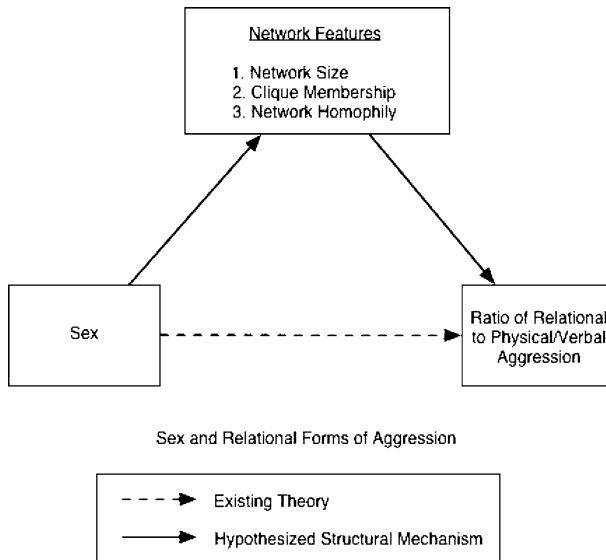 Network Features
1. Network Size
2. Clique Membership
3. Network Homophily
Sex
Ratio of Relational
to Physical/Verbal
Aggression
Sex and Relational Forms of Aggression
Existing Theory
Hypothesized Structural Mechanism